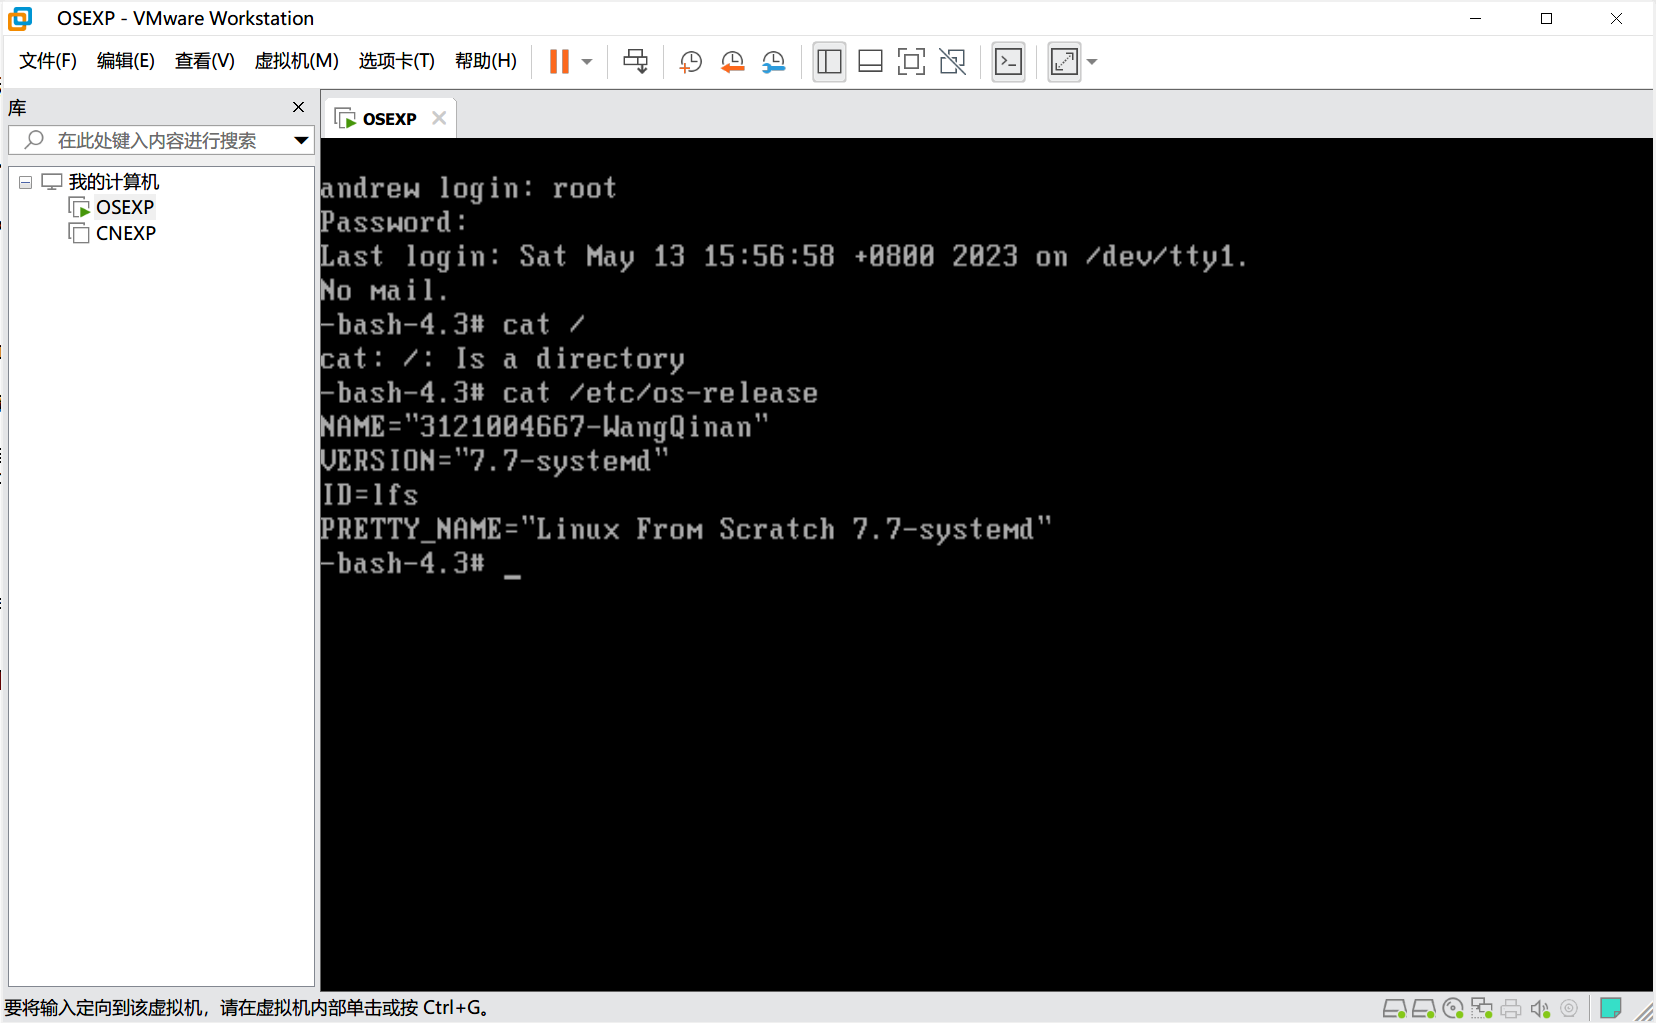 OSEXP - VMware Workstation
文件(F) 编辑(E) 查看(V) 虚拟机(M) 选项卡(T) 帮助(H)
库
OSEXP
在此处键入内容进行搜索
我的计算机
OSEXP
CNEXP
andrew login: root
Password:
Last login: Sat May 13 15:56:58 +0800 2023 on /dev/tty1.
No mail.
-bash-4.3# cat /
cat: /: Is a directory
-bash-4.3# cat /etc/os-release
NAME="3121004667-WangQinan"
VERSION="7.7-systemd"
ID=lfs
PRETTY_NAME="Linux From Scratch 7.7-systemd"
-bash-4.3# _
要将输入定向到该虚拟机，请在虚拟机内部单击或按 Ctrl+G。